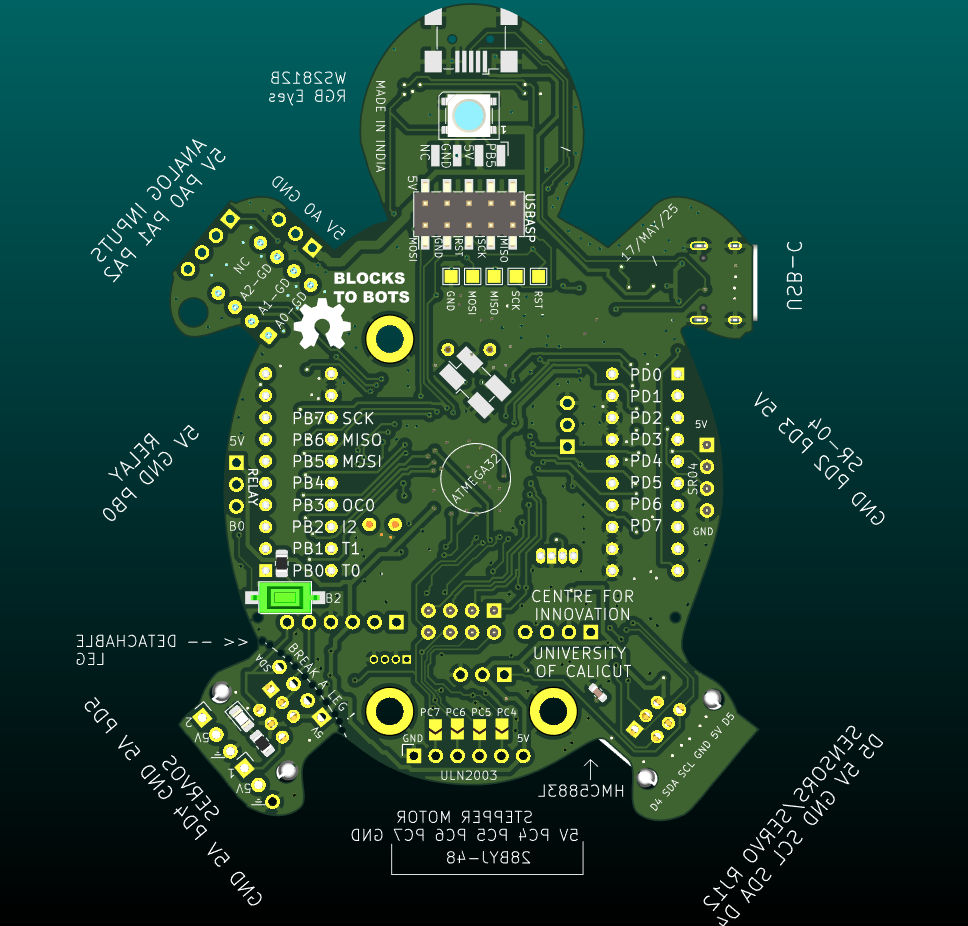 WS2812B
RGB Eyes
MADE IN INDIA
NC
GND
5V
PB5
5V
USBASP
MOSI
GND
RST
SCK
MISO
GND
MOSI
MISO
SCK
RST
ANALOG INPUTS
5V PA0 PA1 PA2
5V A0 GND
NC
A2-GD
A1-GD
A0-GD
BLOCKS
TO BOTS
17/MAY/25
USB-C
RELAY
5V GND PB0
5V
RELAY
B0
PB7 SCK
PB6 MISO
PB5 MOSI
PB4
PB3 OC0
PB2 I2
PB1 T1
PB0 T0
B2
ATMEGA32
PD0
PD1
PD2
PD3
PD4
PD5
PD6
PD7
5V
SR04
GND
SR-04
GND PD2 PD3 5V
CENTRE FOR
INNOVATION
UNIVERSITY
OF CALICUT
<< -- DETACHABLE
LEG
BREAK A LEG !
SDA
5V
5V
5V
SERVOS
GND 5V PD4 GND 5V PD5
PC7 PC6 PC5 PC4
GND
5V
ULN2003
HMC5883L
D4 SDA SCL GND 5V D5
SENSORS/SERVO RJ12
D5 5V GND SCL SDA D4
STEPPER MOTOR
5V PC4 PC5 PC6 PC7 GND
28BYJ-48